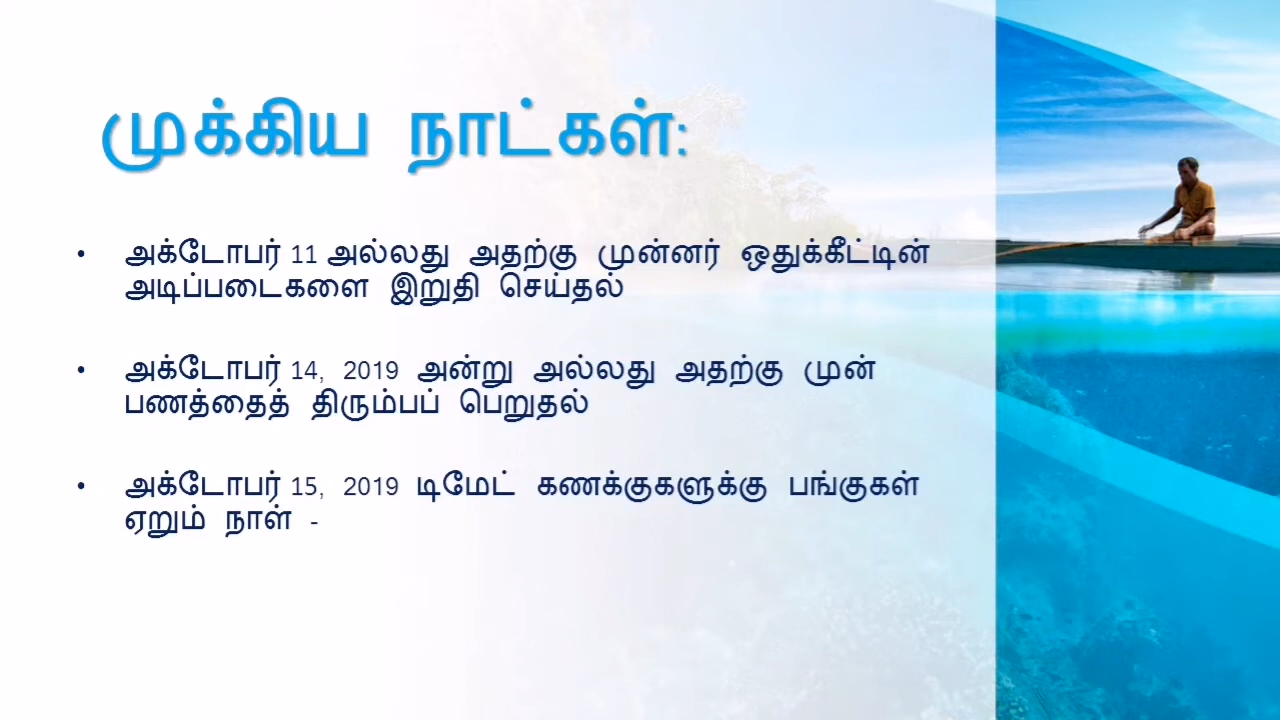 முக்கிய நாட்கள்:
• அக்டோபர் 11 அல்லது அதற்கு முன்னர் ஒதுக்கீட்டின்
அடிப்படைகளை இறுதி செய்தல்
• அக்டோபர் 14, 2019 அன்று அல்லது அதற்கு முன்
பணத்தைத் திரும்பப் பெறுதல்
• அக்டோபர் 15, 2019 டிமேட் கணக்குகளுக்கு பங்குகள்
ஏறும் நாள் -